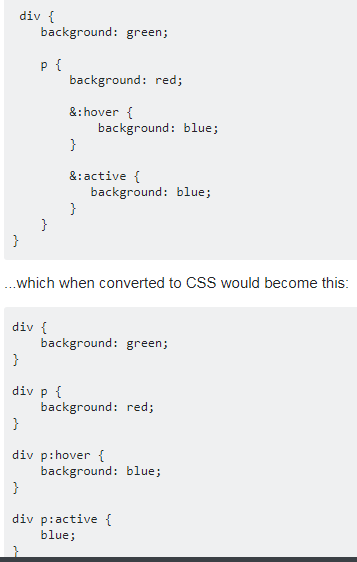 div {
background: green;
p {
background: red;
&:hover {
background: blue;
}
&:active {
background: blue;
}
}
}
...which when converted to CSS would become this:
div {
background: green;
}
div p {
background: red;
}
div p:hover {
background: blue;
}
div p:active {
blue;
}